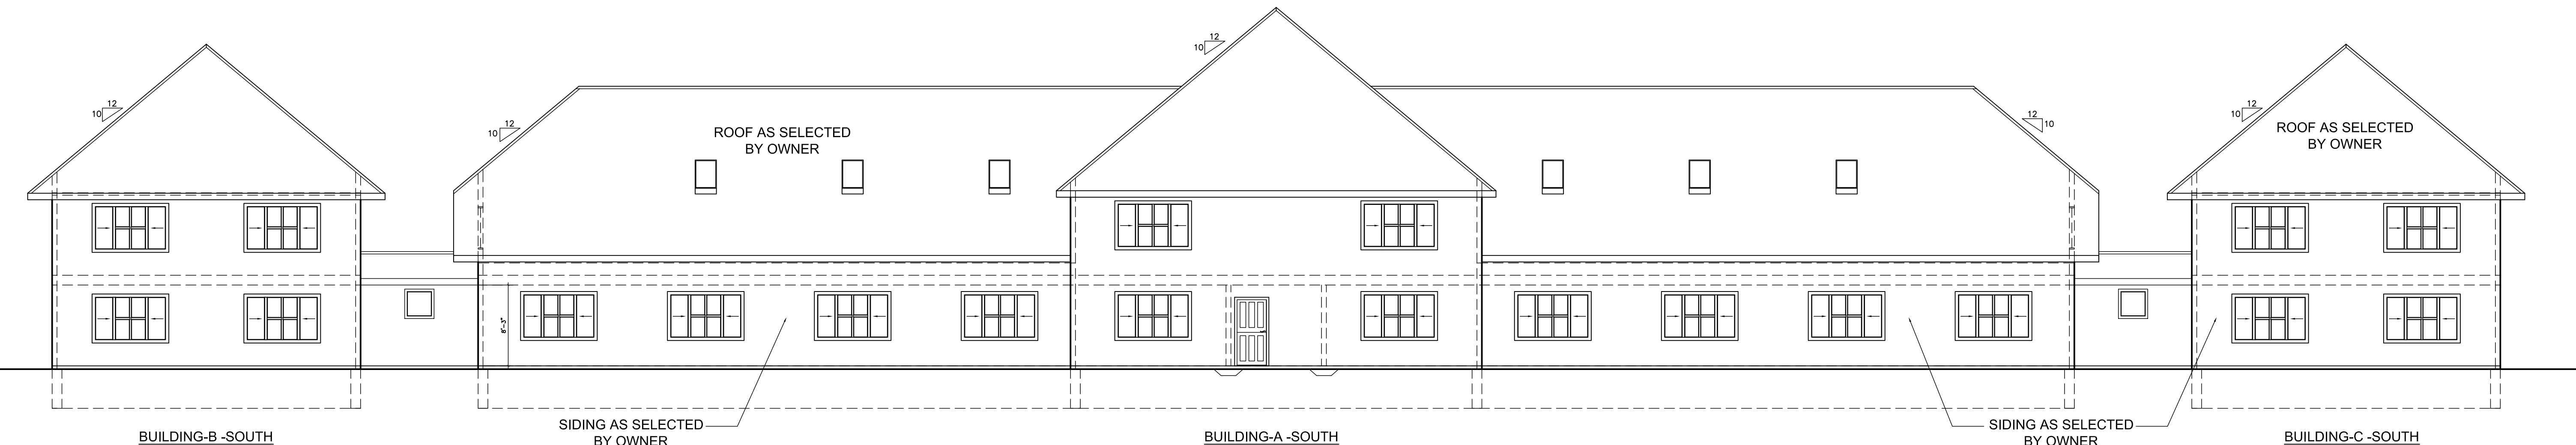 12
10
12
10
12
10
12
10
12
10
ROOF AS SELECTED
BY OWNER
ROOF AS SELECTED
BY OWNER
8'-3"
SIDING AS SELECTED
BY OWNER
SIDING AS SELECTED
BY OWNER
BUILDING-B -SOUTH
BUILDING-A -SOUTH
BUILDING-C -SOUTH